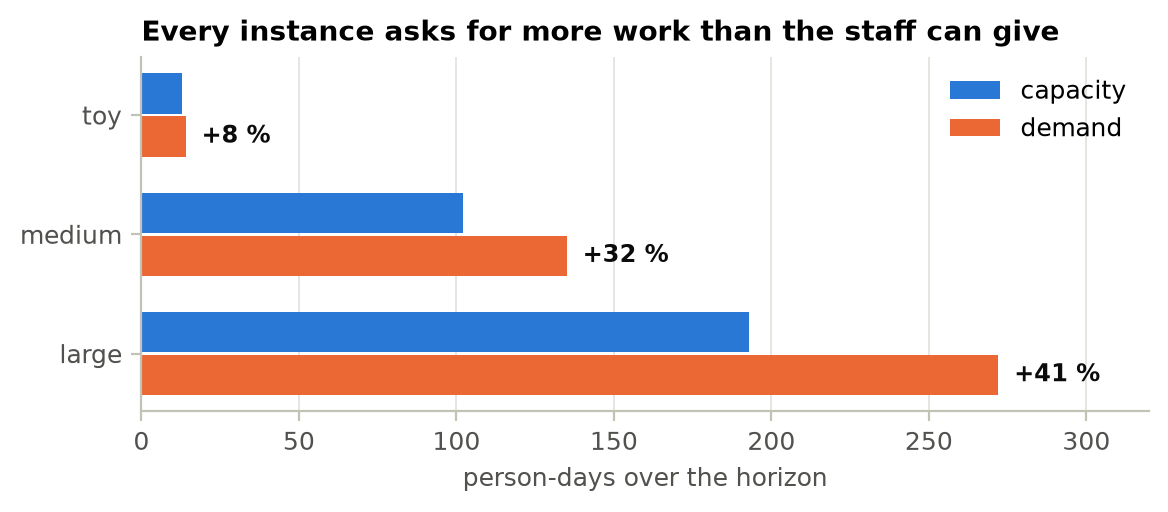 Every instance asks for more work than the staff can give
capacity
demand
toy
+8 %
medium
+32 %
large
+41 %
0 50 100 150 200 250 300
person-days over the horizon